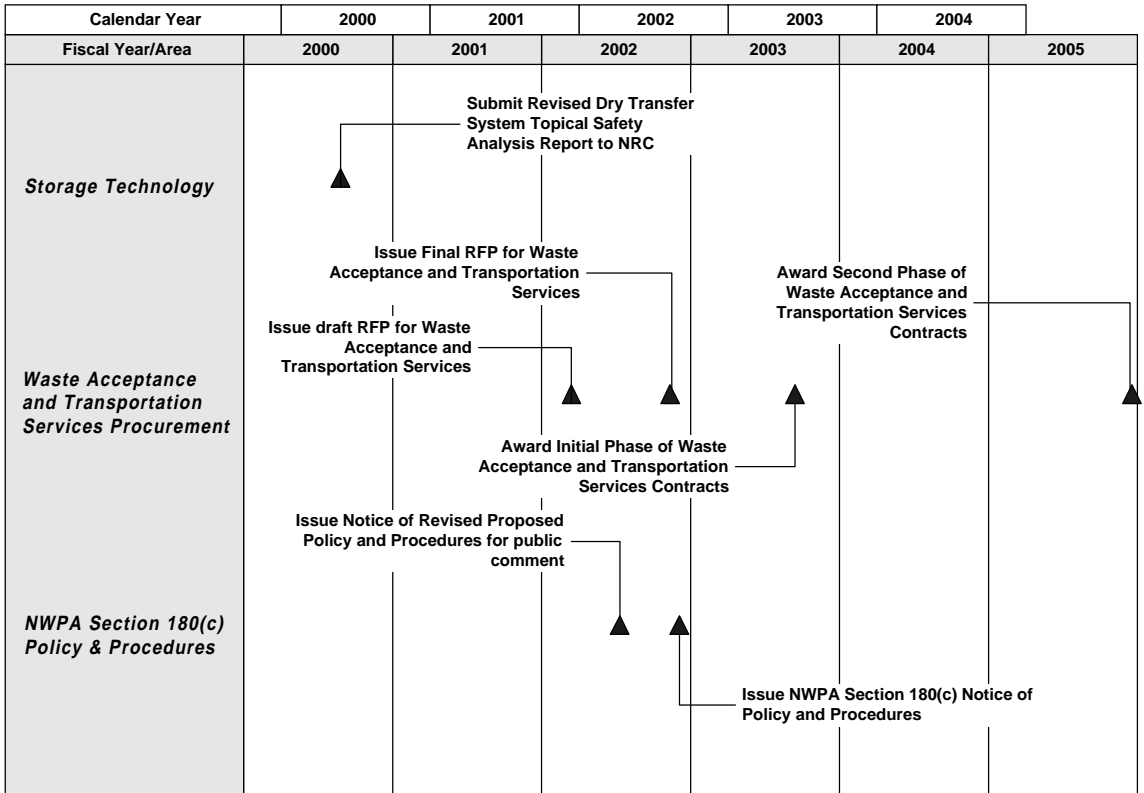 Calendar Year 2000 2001 2002 2003 2004
Fiscal Year/Area 2000 2001 2002 2003 2004 2005
Submit Revised Dry Transfer
System Topical Safety
Analysis Report to NRC
Storage Technology
Issue Final RFP for Waste
Acceptance and Transportation
Services
Award Second Phase of
Waste Acceptance and
Transportation Services
Contracts
Issue draft RFP for Waste
Acceptance and
Transportation Services
Waste Acceptance
and Transportation
Services Procurement
Award Initial Phase of Waste
Acceptance and Transportation
Services Contracts
Issue Notice of Revised Proposed
Policy and Procedures for public
comment
NWPA Section 180(c)
Policy & Procedures
Issue NWPA Section 180(c) Notice of
Policy and Procedures